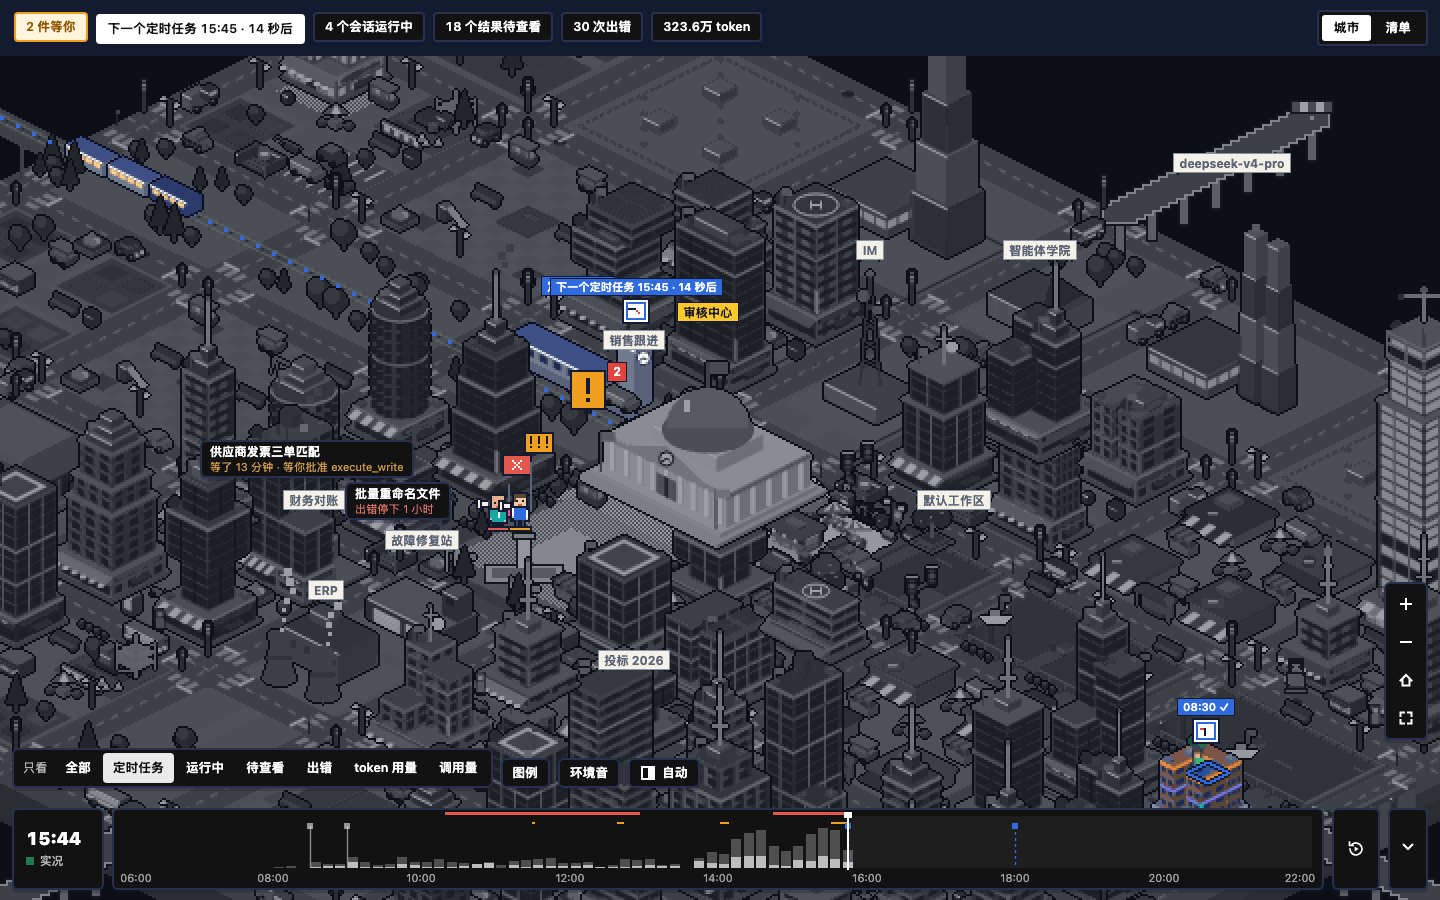 2 件等你
下一个定时任务 15:45 · 14 秒后
4 个会话运行中
18 个结果待查看
30 次出错
323.6万 token
城市
清单
deepseek-v4-pro
IM
智能体学院
下一个定时任务 15:45 · 14 秒后
审核中心
销售跟进
2
!
!!!
供应商发票三单匹配
等了 13 分钟 · 等你批准 execute_write
财务对账
批量重命名文件
出错停下 1 小时
默认工作区
故障修复站
ERP
投标 2026
08:30 ✓
只看
全部
定时任务
运行中
待查看
出错
token 用量
调用量
图例
环境音
自动
15:44
实况
06:00
08:00
10:00
12:00
14:00
16:00
18:00
20:00
22:00